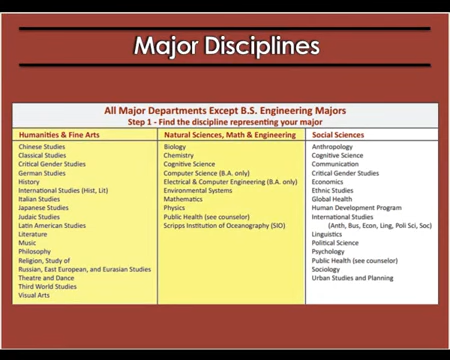 Major Disciplines
All Major Departments Except B.S. Engineering Majors
Step 1 - Find the discipline representing your major
Humanities & Fine Arts
Chinese Studies
Classical Studies
Critical Gender Studies
German Studies
History
International Studies (Hist, Lit)
Italian Studies
Japanese Studies
Judaic Studies
Latin American Studies
Literature
Music
Philosophy
Religion, Study of
Russian, East European, and Eurasian Studies
Theatre and Dance
Third World Studies
Visual Arts
Natural Sciences, Math & Engineering
Biology
Chemistry
Cognitive Science
Computer Science (B.A. only)
Electrical & Computer Engineering (B.A. only)
Environmental Systems
Mathematics
Physics
Public Health (see counselor)
Scripps Institution of Oceanography (SIO)
Social Sciences
Anthropology
Cognitive Science
Communication
Critical Gender Studies
Economics
Ethnic Studies
Global Health
Human Development Program
International Studies
(Anth, Bus, Econ, Ling, Poli Sci, Soc)
Linguistics
Political Science
Psychology
Public Health (see counselor)
Sociology
Urban Studies and Planning